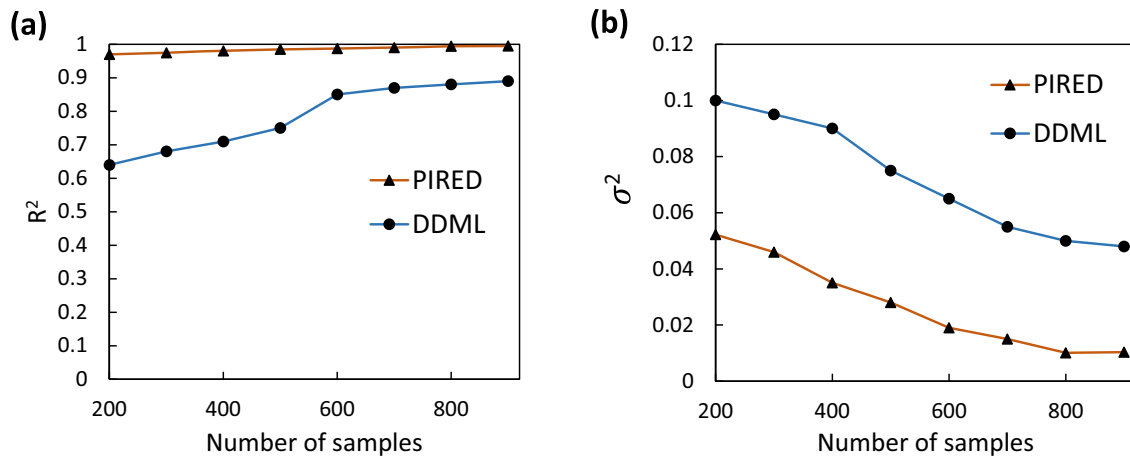 (a)
1
0.9
0.8
0.7
0.6
0.5
0.4
0.3
0.2
0.1
0
R²
PIRED
DDML
200 400 600 800
Number of samples
(b)
0.12
0.1
0.08
0.06
0.04
0.02
0
σ²
PIRED
DDML
200 400 600 800
Number of samples